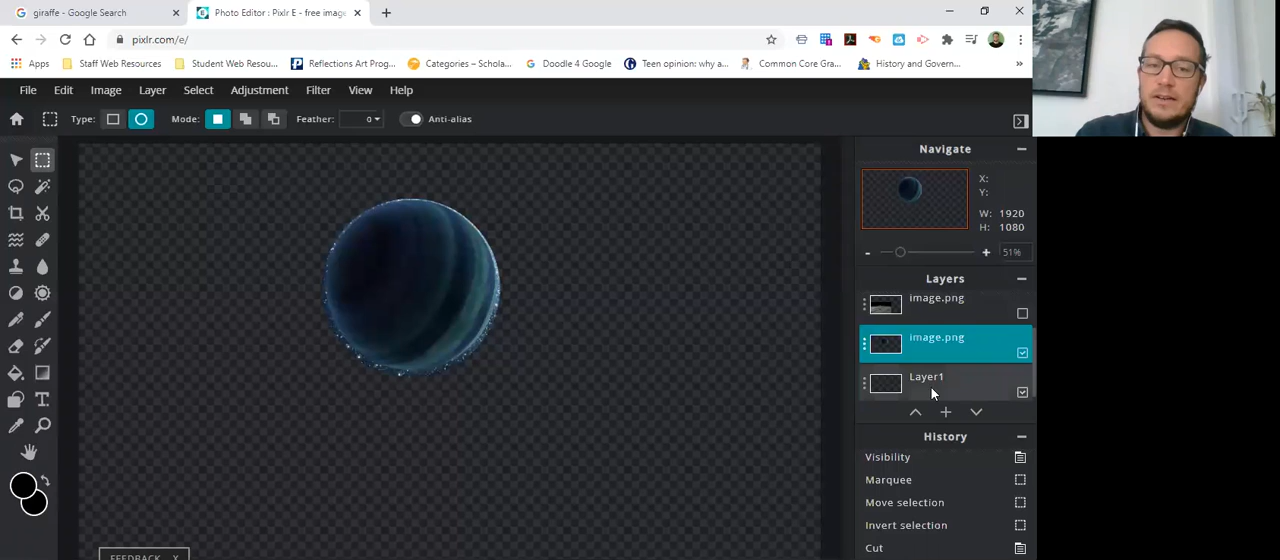 giraffe - Google Search
Photo Editor : Pixlr E - free image
pixlr.com/e/
Apps
Staff Web Resources
Student Web Resou...
Reflections Art Prog...
Categories – Schola...
Doodle 4 Google
Teen opinion: why a...
Common Core Gra...
History and Govern...
»
File Edit Image Layer Select Adjustment Filter View Help
Type: Mode: Feather: 0 Anti-alias
Navigate
X:
Y:
W: 1920
H: 1080
51%
Layers
image.png
image.png
Layer1
History
Visibility
Marquee
Move selection
Invert selection
Cut
FEEDBACK X